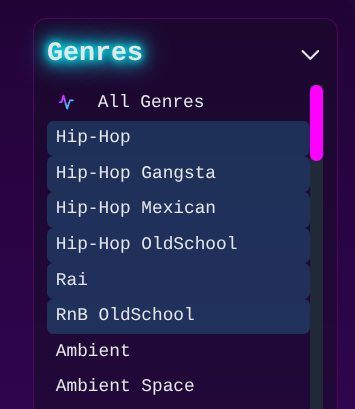 Genres
All Genres
Hip-Hop
Hip-Hop Gangsta
Hip-Hop Mexican
Hip-Hop OldSchool
Rai
RnB OldSchool
Ambient
Ambient Space